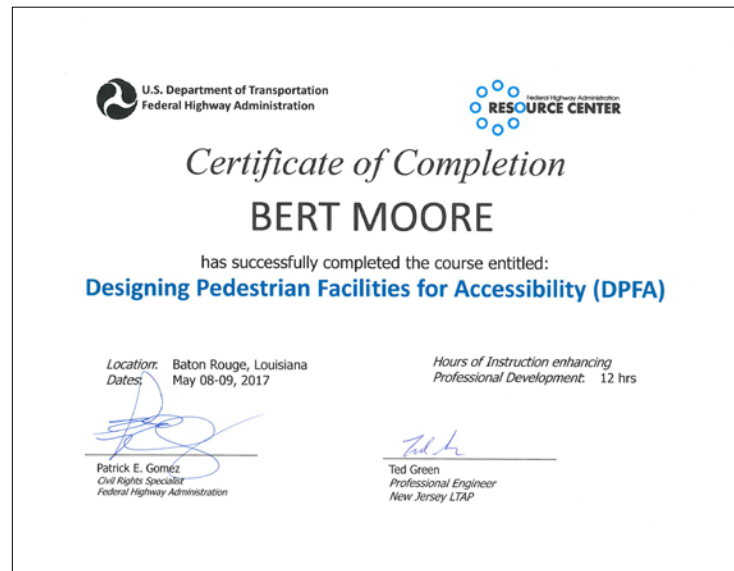 U.S. Department of Transportation
Federal Highway Administration
Federal Highway Administration
RESOURCE CENTER
Certificate of Completion
BERT MOORE
has successfully completed the course entitled:
Designing Pedestrian Facilities for Accessibility (DPFA)
Location: Baton Rouge, Louisiana
Dates: May 08-09, 2017
Hours of Instruction enhancing
Professional Development: 12 hrs
Patrick E. Gomez
Civil Rights Specialist
Federal Highway Administration
Ted Green
Professional Engineer
New Jersey LTAP